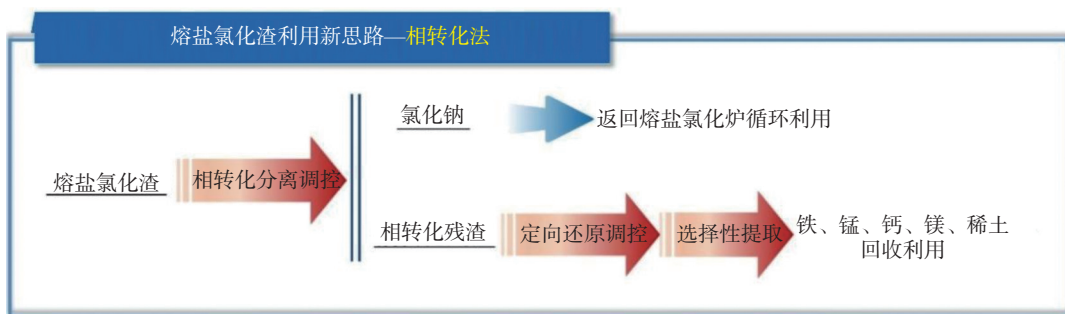 熔盐氯化渣利用新思路—相转化法
氯化钠
返回熔盐氯化炉循环利用
熔盐氯化渣
相转化分离调控
相转化残渣
定向还原调控
选择性提取
铁、锰、钙、镁、稀土
回收利用